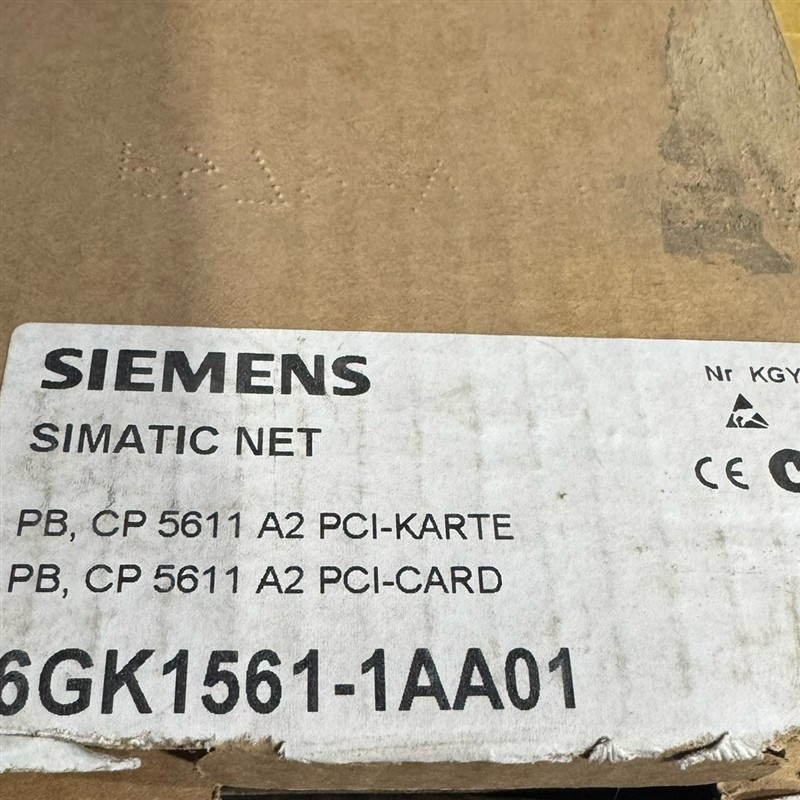 SIEMENS
Nr KGY
SIMATIC NET
CE
PB, CP 5611 A2 PCI-KARTE
PB, CP 5611 A2 PCI-CARD
6GK1561-1AA01